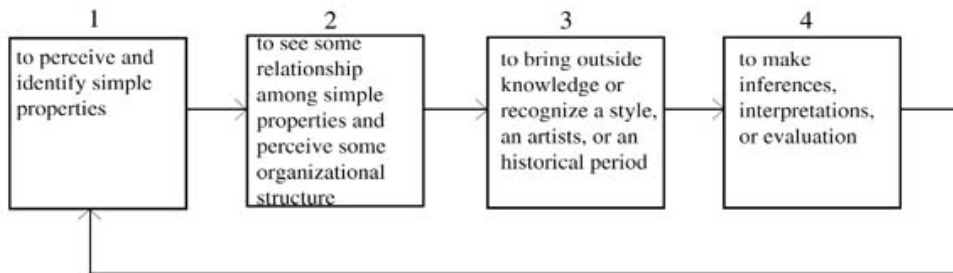 1
to perceive and
identify simple
properties
2
to see some
relationship
among simple
properties and
perceive some
organizational
structure
3
to bring outside
knowledge or
recognize a style,
an artists, or an
historical period
4
to make
inferences,
interpretations,
or evaluation